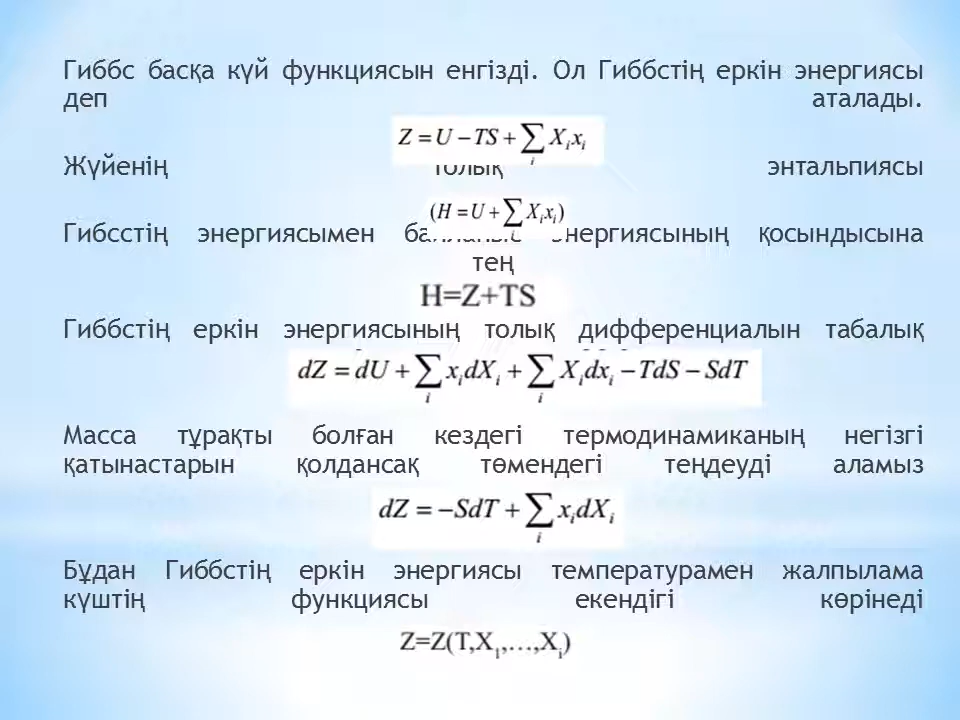 Гиббс басқа күй функциясын енгізді. Ол Гиббстің еркін энергиясы
деп аталады.
Z = U − TS + ∑ᵢ Xᵢxᵢ
Жүйенің толық энтальпиясы
(H = U + ∑ᵢ Xᵢxᵢ)
Гибсстің энергиясымен энергиясының қосындысына
тең
H=Z+TS
Гиббстің еркін энергиясының толық дифференциалын табалық
dZ = dU + ∑ᵢ xᵢdXᵢ + ∑ᵢ Xᵢdxᵢ − TdS − SdT
Масса тұрақты болған кездегі термодинамиканың негізгі
қатынастарын қолдансақ төмендегі теңдеуді аламыз
dZ = −SdT + ∑ᵢ xᵢdXᵢ
Бұдан Гиббстің еркін энергиясы температурамен жалпылама
күштің функциясы екендігі көрінеді
Z=Z(T,X₁,…,Xᵢ)